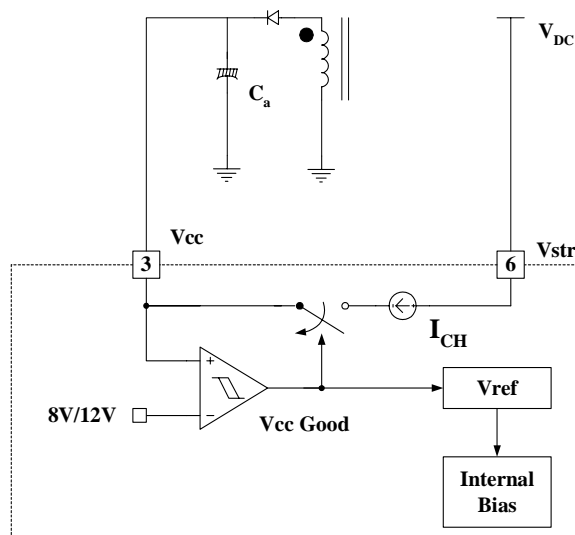 V_DC
C_a
Vcc
Vstr
3
6
I_CH
+
8V/12V
−
Vcc Good
Vref
Internal
Bias